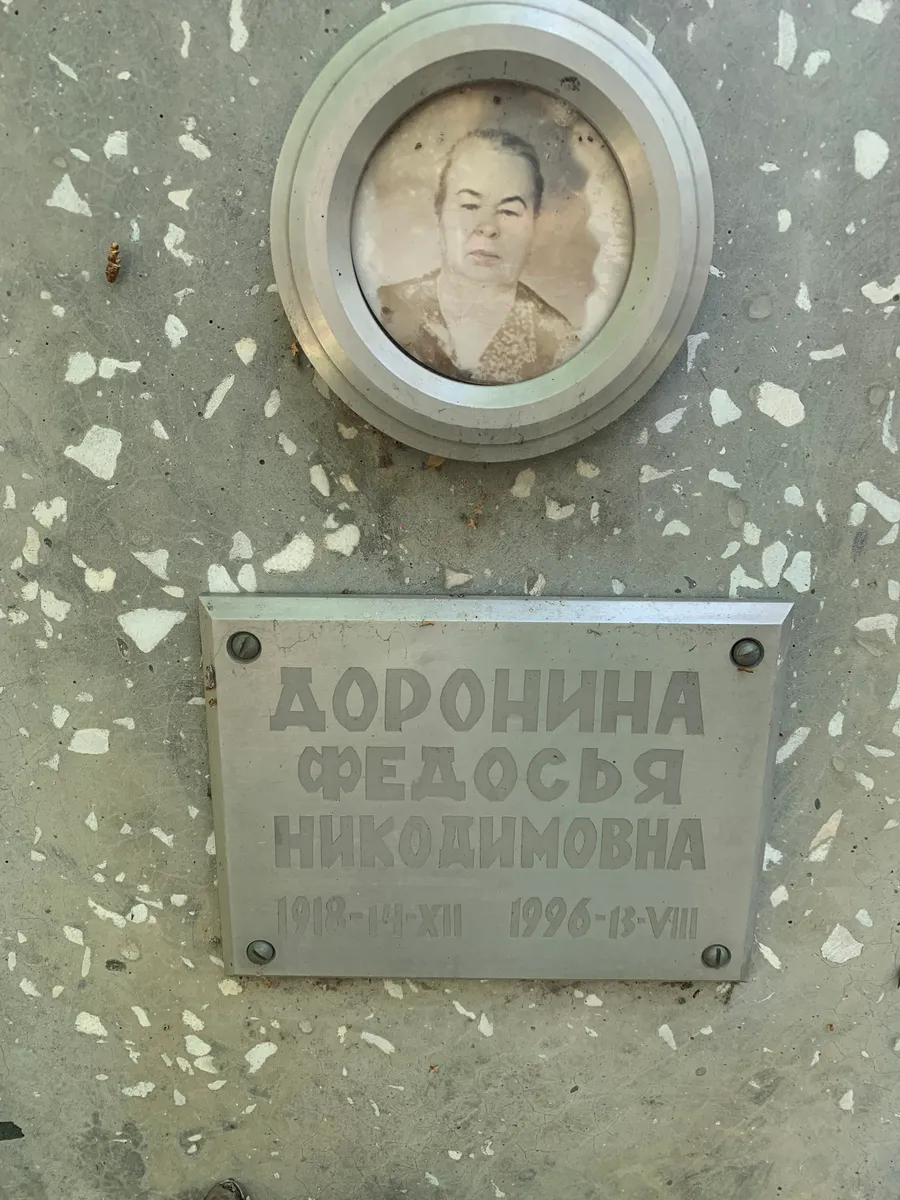 ДОРОНИНА
ФЕДОСЬЯ
НИКОДИМОВНА
1918-14-XII 1996-13-VIII